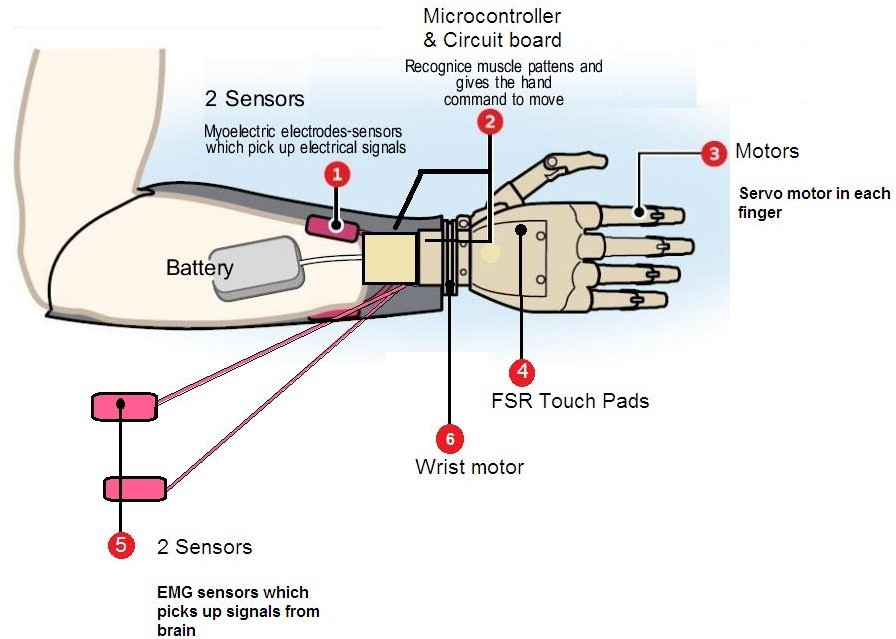 Microcontroller
& Circuit board
Recognice muscle pattens and
gives the hand
command to move
2
2 Sensors
Myoelectric electrodes-sensors
which pick up electrical signals
1
3 Motors
Servo motor in each
finger
Battery
4
FSR Touch Pads
6
Wrist motor
5 2 Sensors
EMG sensors which
picks up signals from
brain